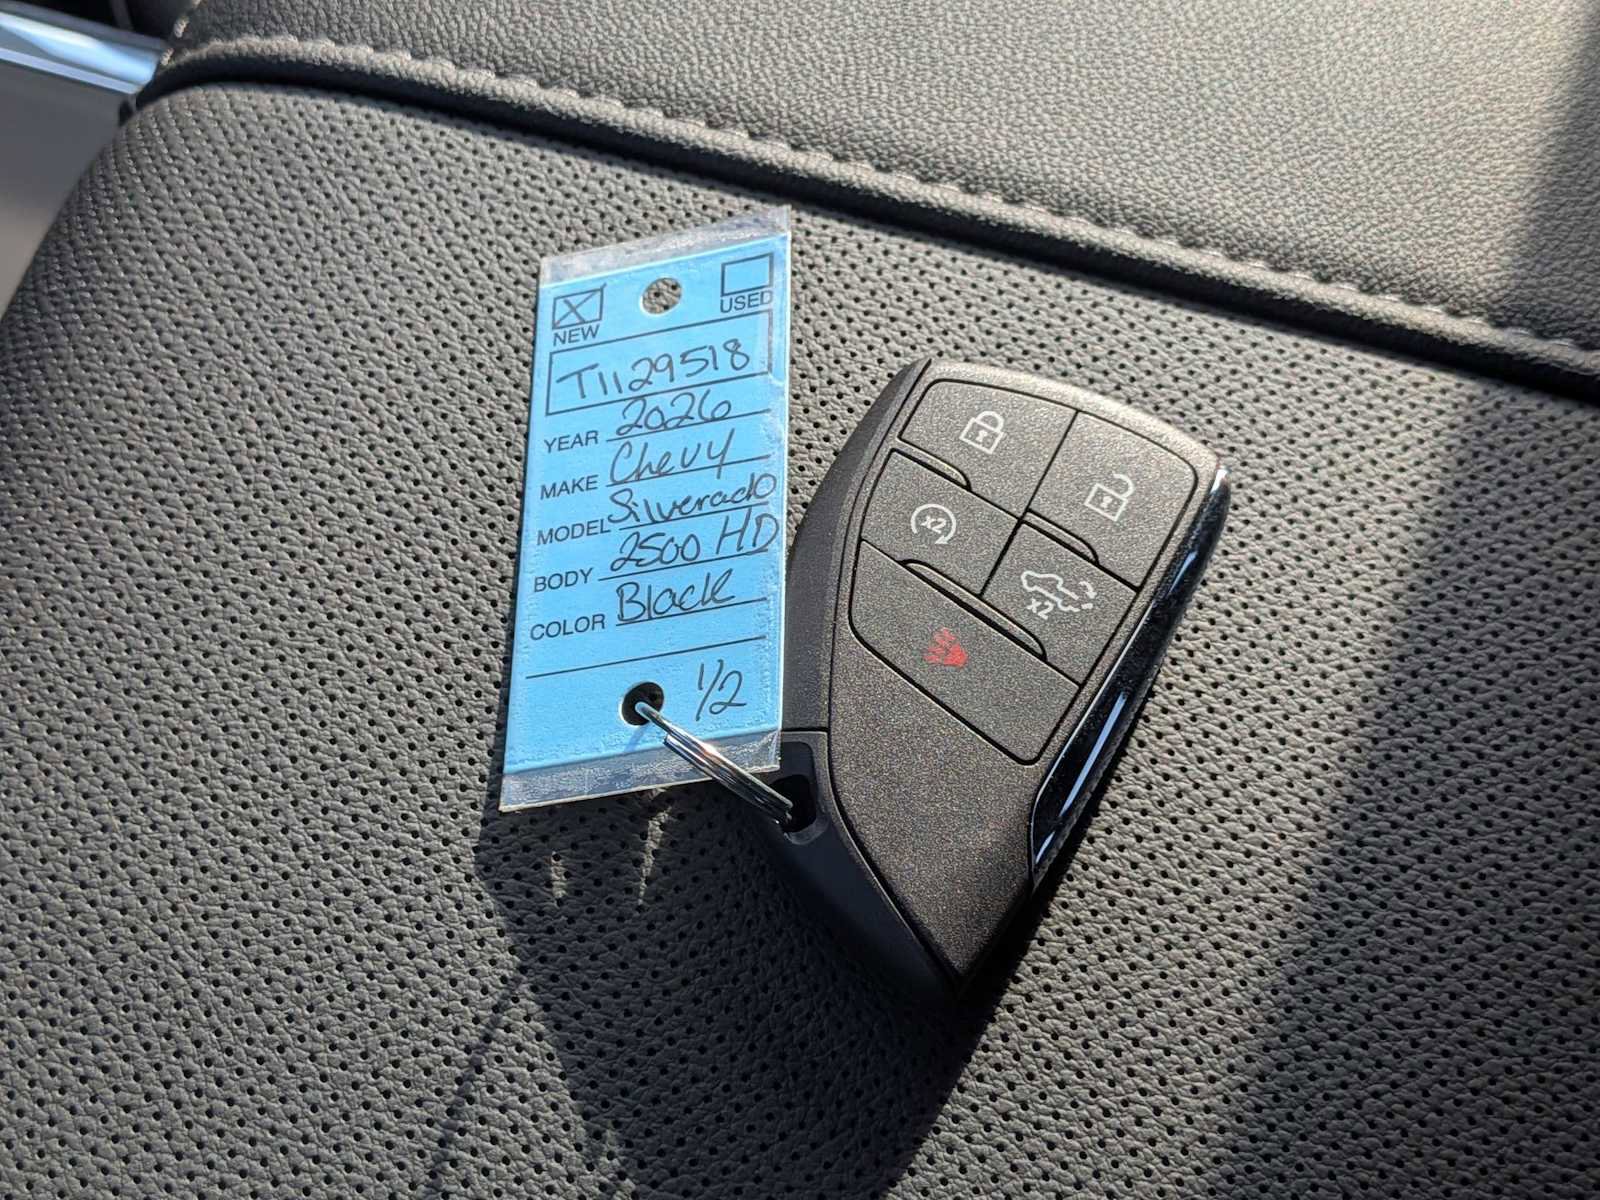 X
NEW
USED
T1129518
YEAR 2026
MAKE Chevy
MODEL Silverado
BODY 2500 HD
COLOR Black
1/2
x2
x2